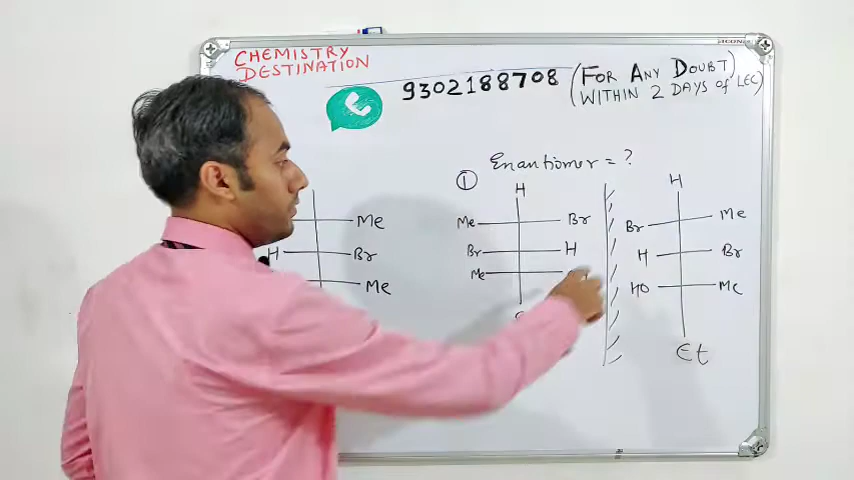 CHEMISTRY
DESTINATION
9302188708 (FOR ANY DOUBT)
WITHIN 2 DAYS of LEC)
① Enantiomer = ?
H H
Me Br Br Me
Me
Br H H Br
H Br
Me HO Me
Me
Et
ICON